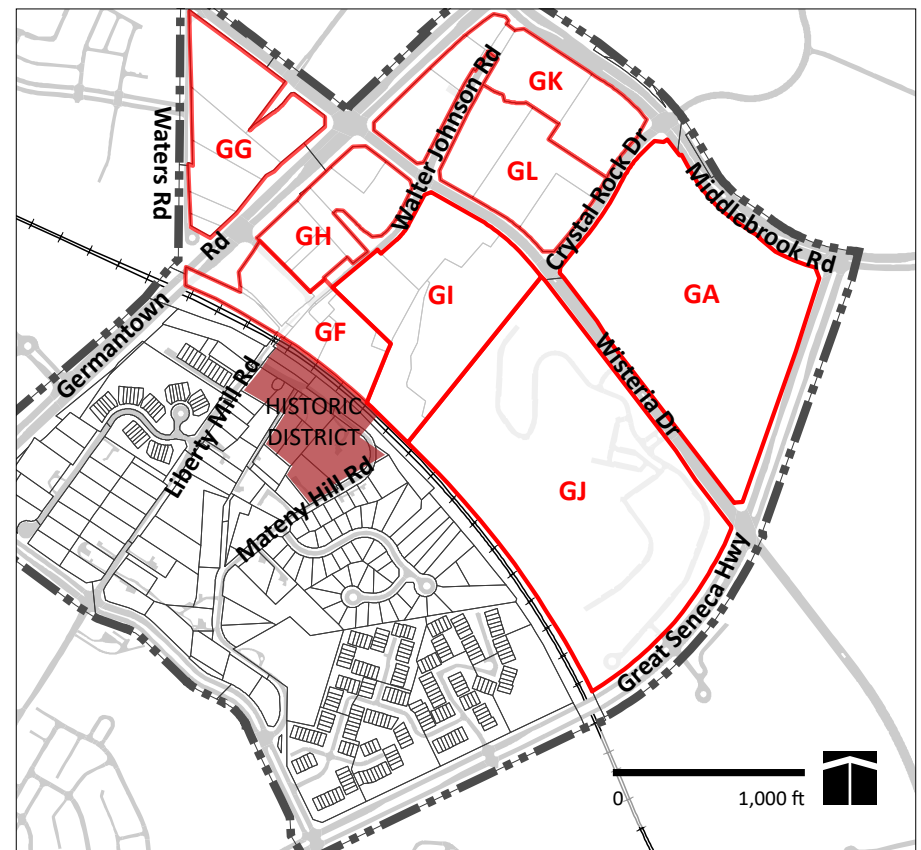 GK
Walter Johnson Rd
Waters Rd
GG
GL
Crystal Rock Dr
Middlebrook Rd
GH
Germantown Rd
GI
GA
GF
Wisteria Dr
Liberty Mill Rd
HISTORIC
DISTRICT
Mateny Hill Rd
GJ
Great Seneca Hwy
0 1,000 ft